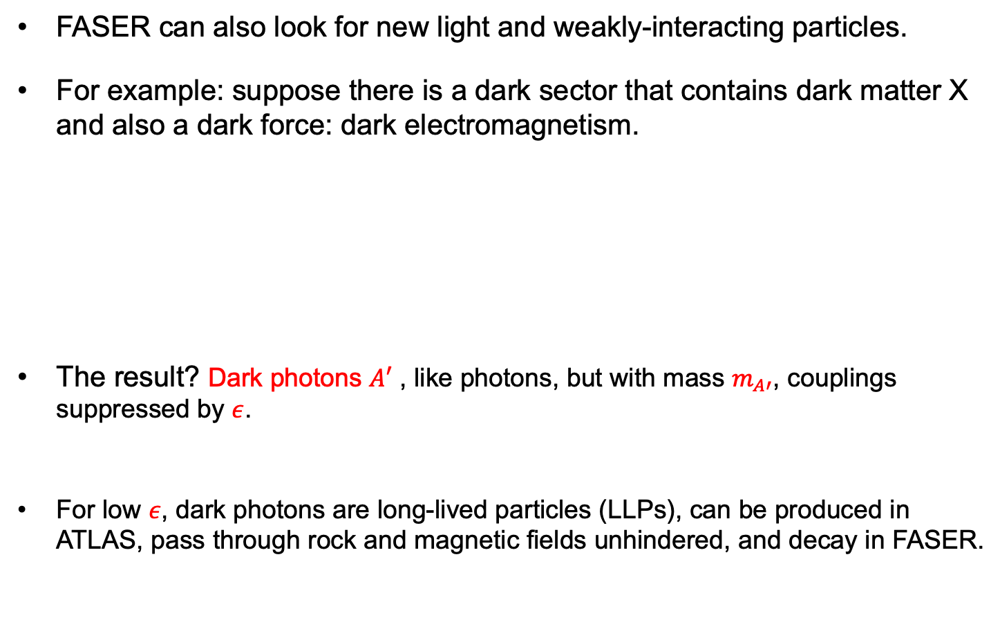 • FASER can also look for new light and weakly-interacting particles.
• For example: suppose there is a dark sector that contains dark matter X
and also a dark force: dark electromagnetism.
• The result? Dark photons A′ , like photons, but with mass m_A′, couplings
suppressed by ϵ.
• For low ϵ, dark photons are long-lived particles (LLPs), can be produced in
ATLAS, pass through rock and magnetic fields unhindered, and decay in FASER.